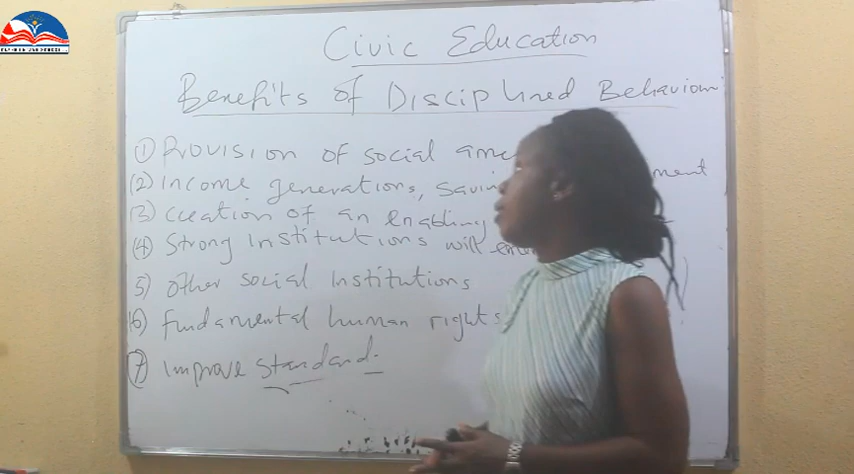 Civic Education
Benefits of Disciplined Behaviour
① Provision of social ame
(2) Income generations, savin ment
(3) Creation of an enabling
(4) Strong Institutions will
5) Other social Institutions
(6) Fundamental human rights
⑦ Improve standard.